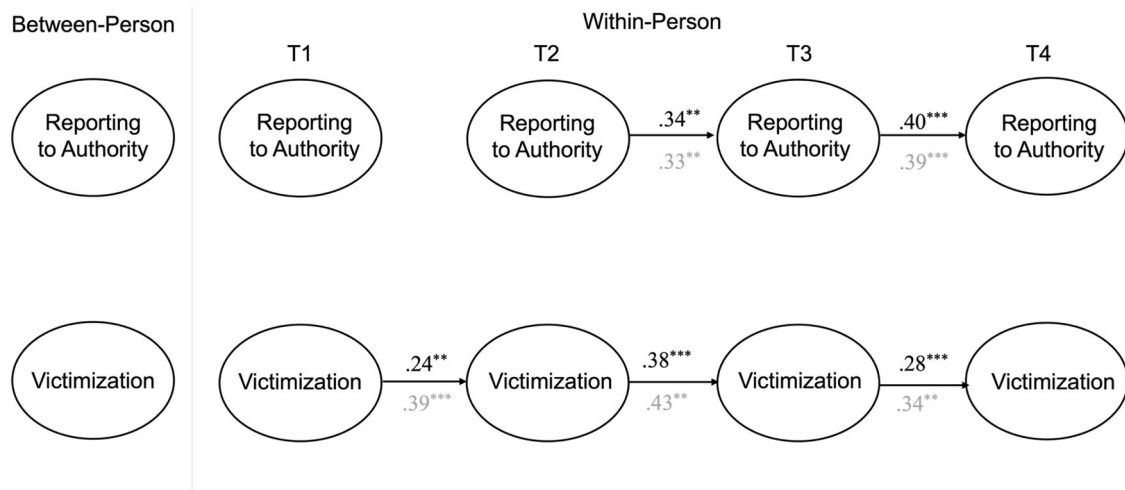 Between-Person
Within-Person
T1
T2
T3
T4
Reporting
to Authority
Reporting
to Authority
Reporting
to Authority
.34**
.33**
Reporting
to Authority
.40***
.39***
Reporting
to Authority
Victimization
Victimization
.24**
.39***
Victimization
.38***
.43**
Victimization
.28***
.34**
Victimization